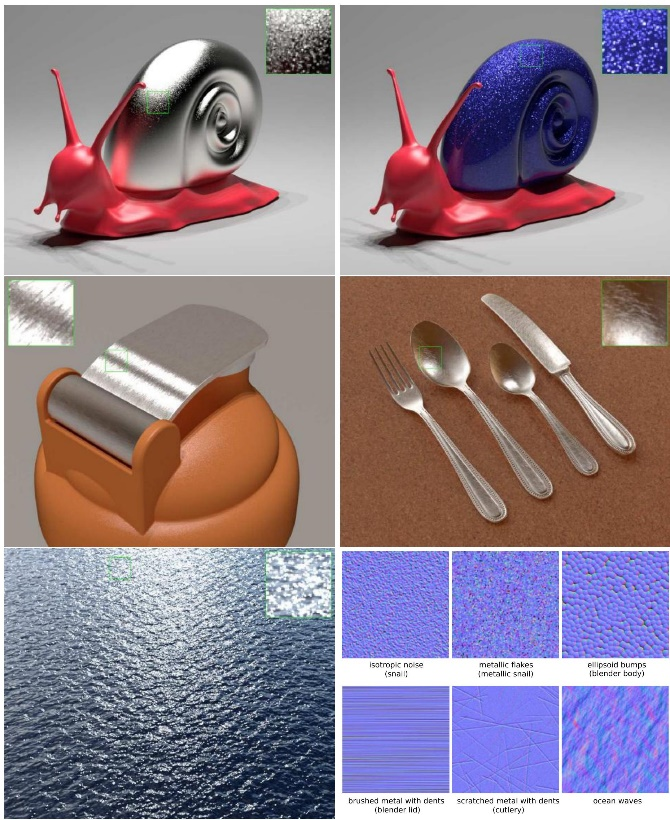 isotropic noise
(snail)
metallic flakes
(metallic snail)
ellipsoid bumps
(blender body)
brushed metal with dents
(blender lid)
scratched metal with dents
(cutlery)
ocean waves